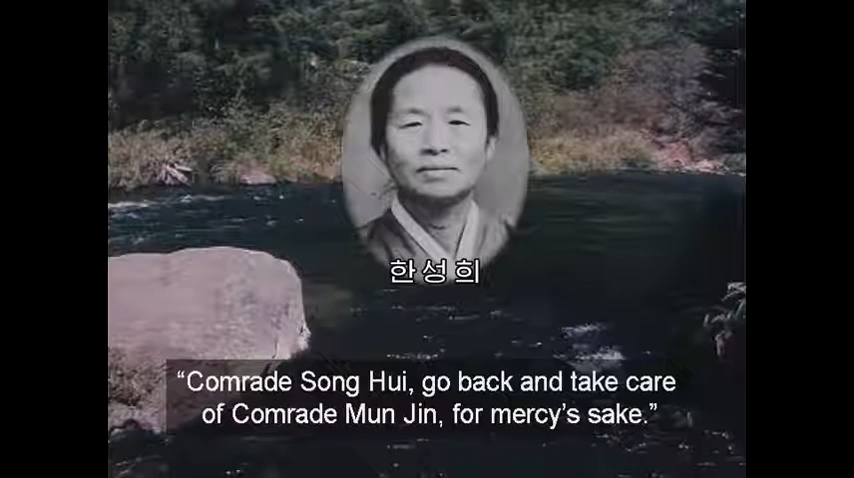 한성희
“Comrade Song Hui, go back and take care
of Comrade Mun Jin, for mercy’s sake.”